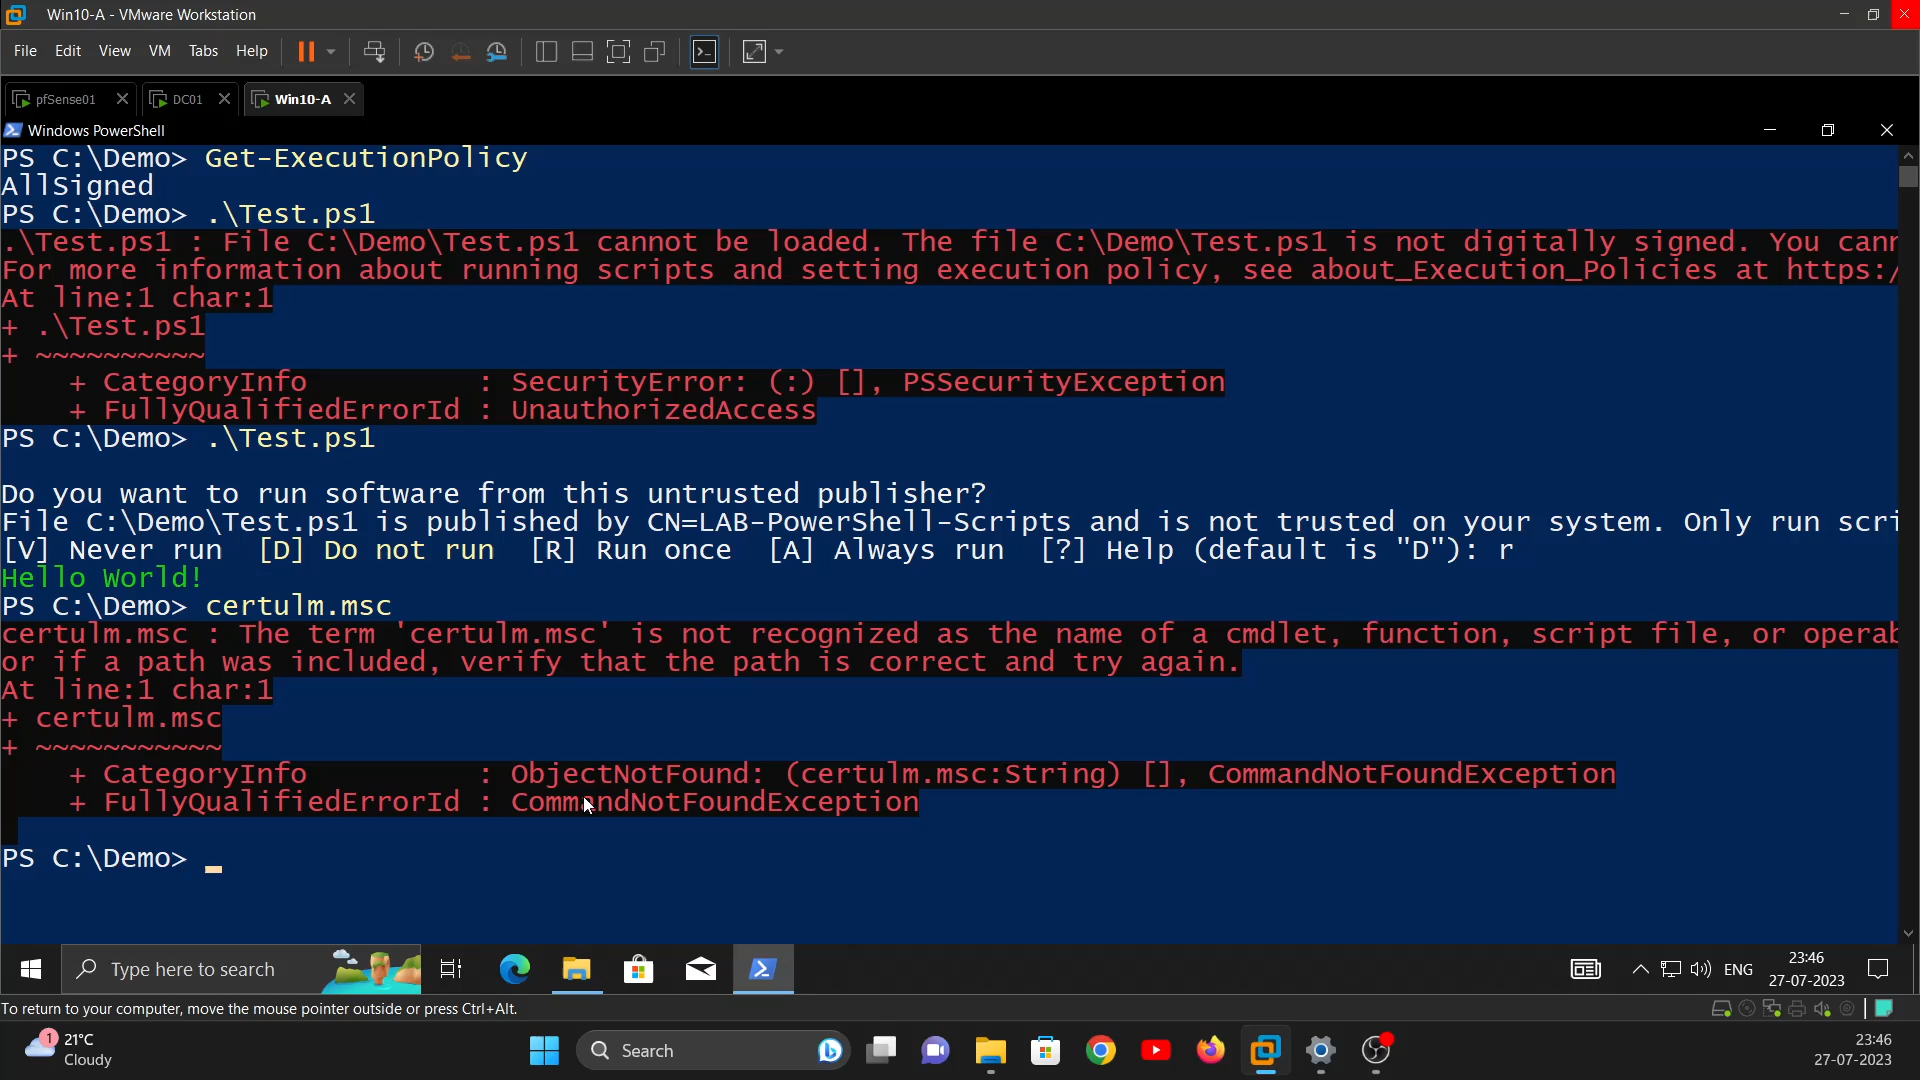 Win10-A - VMware Workstation
File Edit View VM Tabs Help
pfSense01 DC01 Win10-A
Windows PowerShell
PS C:\Demo> Get-ExecutionPolicy
AllSigned
PS C:\Demo> .\Test.ps1
.\Test.ps1 : File C:\Demo\Test.ps1 cannot be loaded. The file C:\Demo\Test.ps1 is not digitally signed. You cann
For more information about running scripts and setting execution policy, see about_Execution_Policies at https:/
At line:1 char:1
+ .\Test.ps1
+ ~~~~~~~~~~
+ CategoryInfo : SecurityError: (:) [], PSSecurityException
+ FullyQualifiedErrorId : UnauthorizedAccess
PS C:\Demo> .\Test.ps1
Do you want to run software from this untrusted publisher?
File C:\Demo\Test.ps1 is published by CN=LAB-PowerShell-Scripts and is not trusted on your system. Only run scri
[V] Never run [D] Do not run [R] Run once [A] Always run [?] Help (default is "D"): r
Hello World!
PS C:\Demo> certulm.msc
certulm.msc : The term 'certulm.msc' is not recognized as the name of a cmdlet, function, script file, or operab
or if a path was included, verify that the path is correct and try again.
At line:1 char:1
+ certulm.msc
+ ~~~~~~~~~~~
+ CategoryInfo : ObjectNotFound: (certulm.msc:String) [], CommandNotFoundException
+ FullyQualifiedErrorId : CommandNotFoundException
PS C:\Demo> _
Type here to search
ENG
23:46
27-07-2023
To return to your computer, move the mouse pointer outside or press Ctrl+Alt.
1
21°C
Cloudy
Search
23:46
27-07-2023